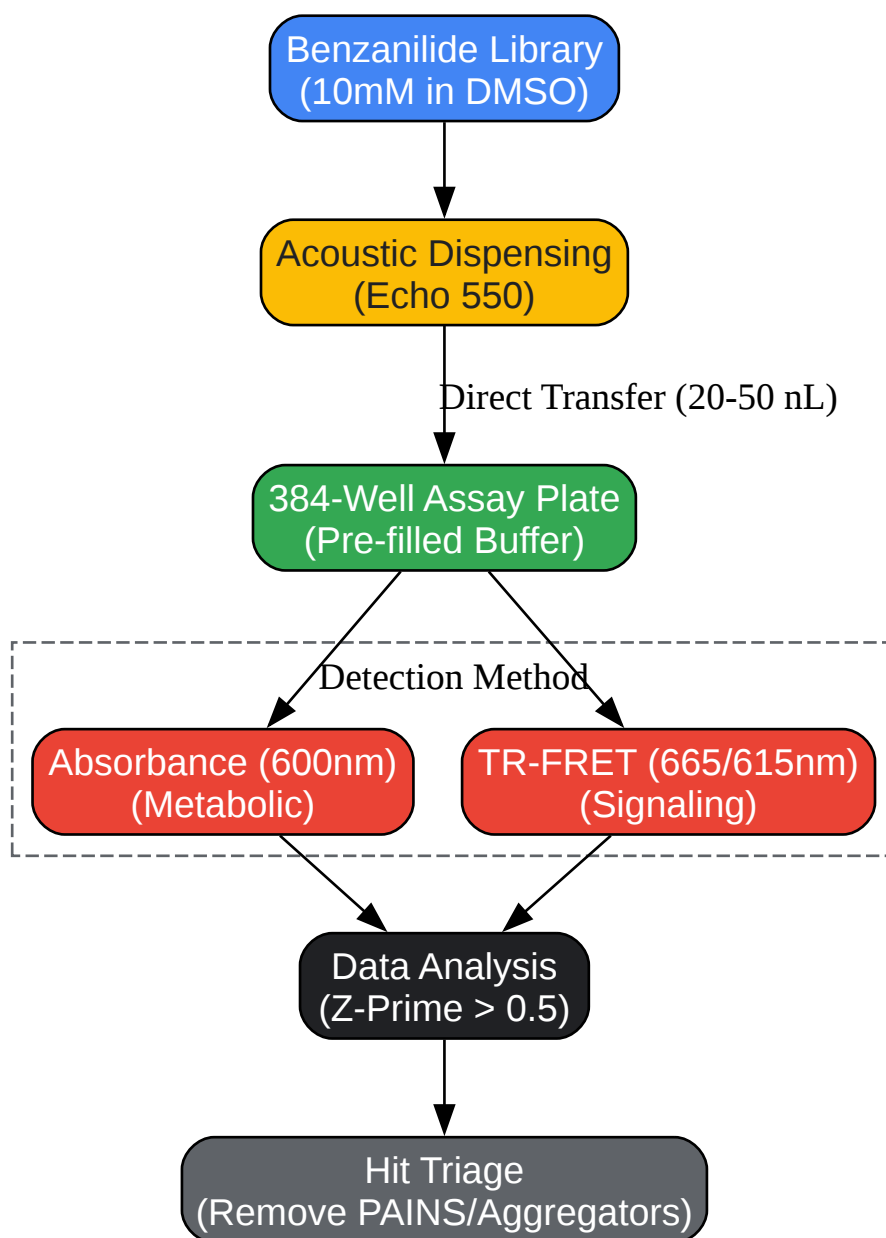 Benzanilide Library
(10mM in DMSO)
Acoustic Dispensing
(Echo 550)
Direct Transfer (20-50 nL)
384-Well Assay Plate
(Pre-filled Buffer)
Detection Method
Absorbance (600nm)
(Metabolic)
TR-FRET (665/615nm)
(Signaling)
Data Analysis
(Z-Prime > 0.5)
Hit Triage
(Remove PAINS/Aggregators)